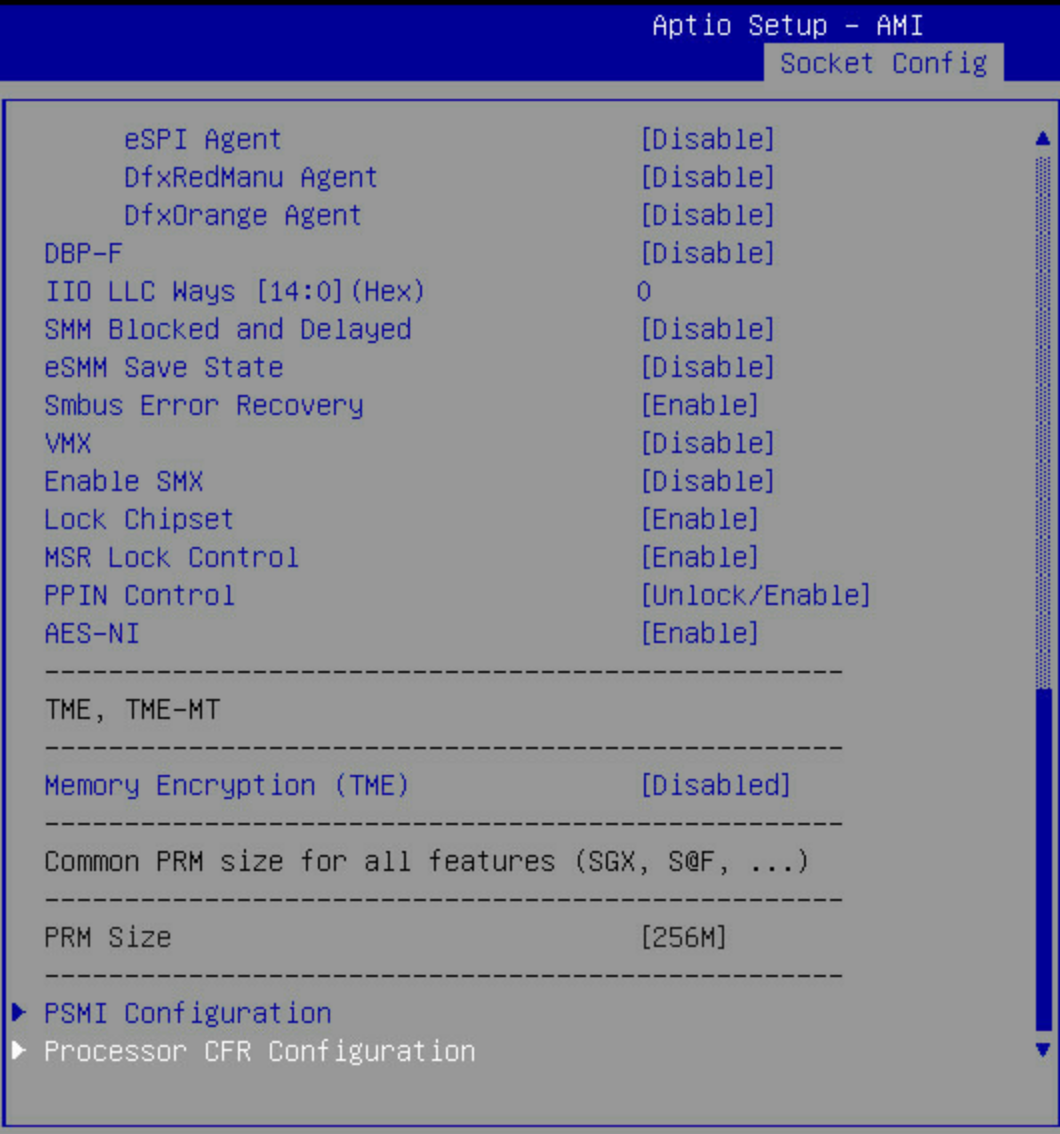 Aptio Setup – AMI
Socket Config
eSPI Agent [Disable]
DfxRedManu Agent [Disable]
DfxOrange Agent [Disable]
DBP-F [Disable]
IIO LLC Ways [14:0](Hex) 0
SMM Blocked and Delayed [Disable]
eSMM Save State [Disable]
Smbus Error Recovery [Enable]
VMX [Disable]
Enable SMX [Disable]
Lock Chipset [Enable]
MSR Lock Control [Enable]
PPIN Control [Unlock/Enable]
AES-NI [Enable]
--------------------------------------------------
TME, TME-MT
--------------------------------------------------
Memory Encryption (TME) [Disabled]
--------------------------------------------------
Common PRM size for all features (SGX, S@F, ...)
--------------------------------------------------
PRM Size [256M]
--------------------------------------------------
PSMI Configuration
Processor CFR Configuration